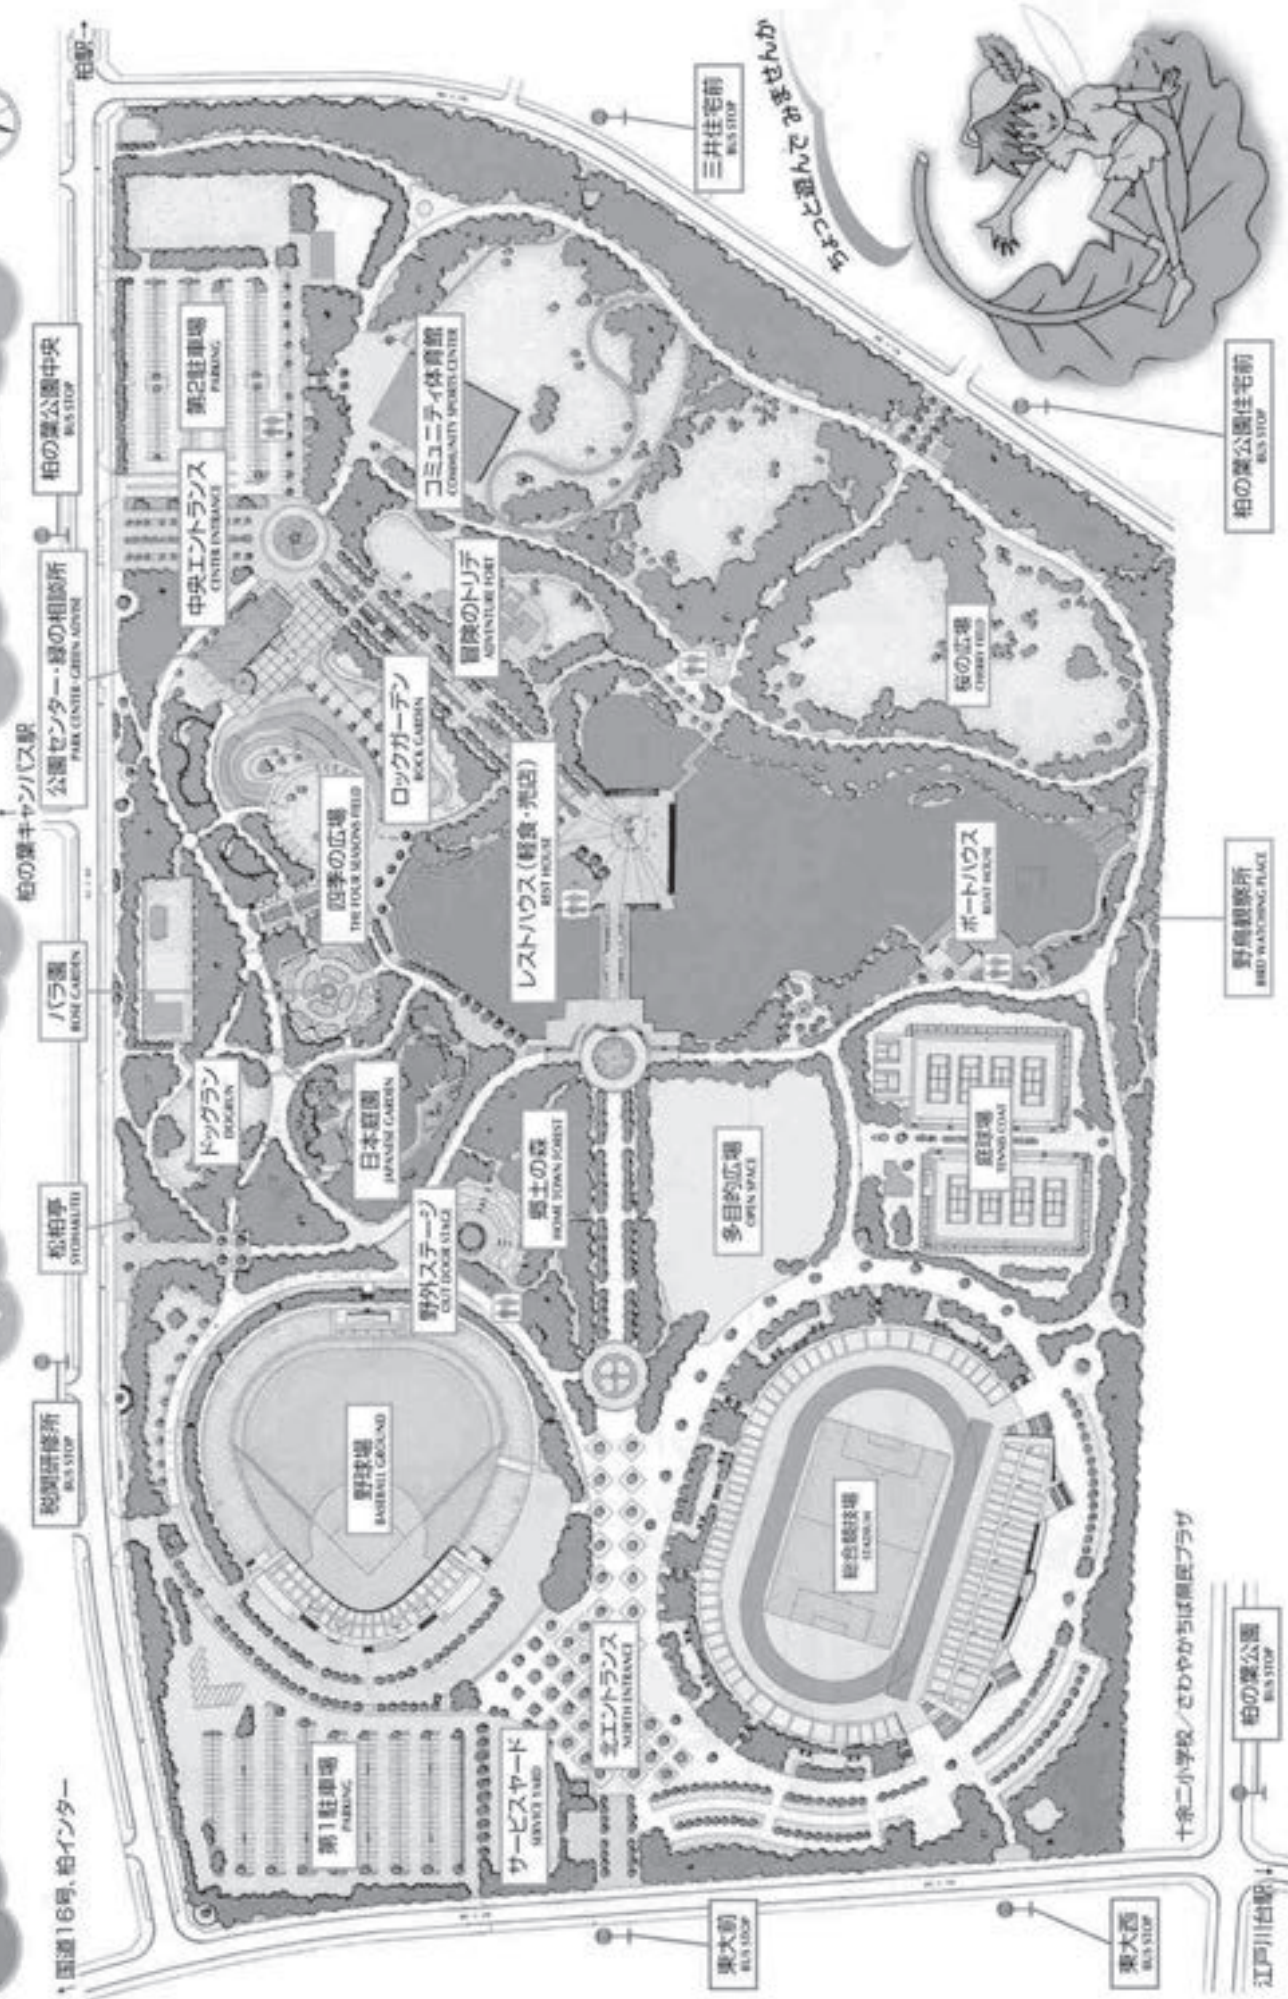 ↑国道16号、柏インター
税関研修所
BUS STOP
松柏亭
SYOHAKUTEI
バラ園
ROSE GARDEN
柏の葉キャンパス駅
公園センター・緑の相談所
PARK CENTER・GREEN ADVISE
柏の葉公園中央
BUS STOP
柏駅→
第1駐車場
PARKING
野球場
BASEBALL GROUND
ドッグラン
DOGRUN
日本庭園
JAPANESE GARDEN
四季の広場
THE FOUR SEASONS FIELD
ロックガーデン
ROCK GARDEN
中央エントランス
CENTER ENTRANCE
第2駐車場
PARKING
サービスヤード
SERVICE YARD
野外ステージ
OUT DOOR STAGE
郷土の森
HOME TOWN FOREST
レストハウス(軽食・売店)
REST HOUSE
冒険のトリデ
ADVENTURE FORT
コミュニティ体育館
COMMUNITY SPORTS CENTER
北エントランス
NORTH ENTRANCE
多目的広場
OPEN SPACE
三井住宅前
BUS STOP
ちょっと遊んで みませんか
東大前
BUS STOP
総合競技場
STADIUM
庭球場
TENNIS COAT
ボートハウス
BOAT HOUSE
桜の広場
CHERRY FIELD
東大西
BUS STOP
十余二小学校/さわやかちば県民プラザ
柏の葉公園
BUS STOP
野鳥観察所
BIRD WATCHING PLACE
柏の葉公園住宅前
BUS STOP
江戸川台駅↓